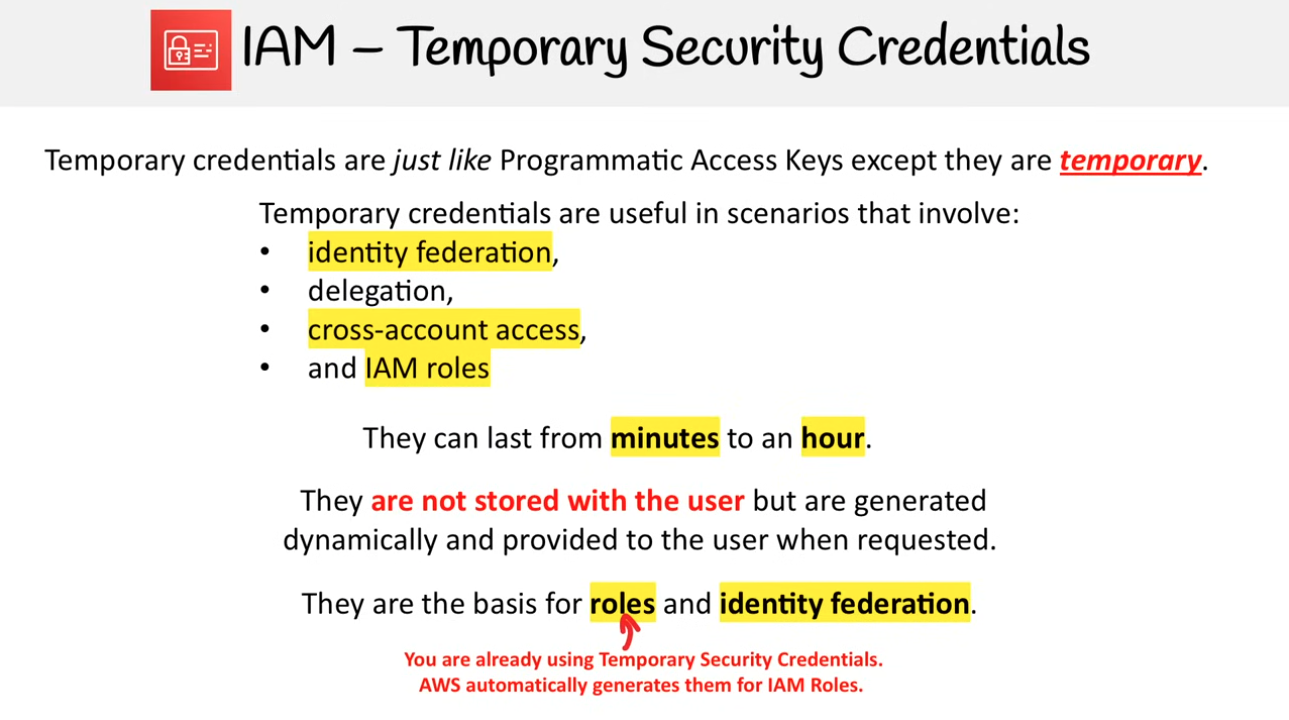 IAM – Temporary Security Credentials
Temporary credentials are just like Programmatic Access Keys except they are temporary.
Temporary credentials are useful in scenarios that involve:
• identity federation,
• delegation,
• cross-account access,
• and IAM roles
They can last from minutes to an hour.
They are not stored with the user but are generated
dynamically and provided to the user when requested.
They are the basis for roles and identity federation.
You are already using Temporary Security Credentials.
AWS automatically generates them for IAM Roles.